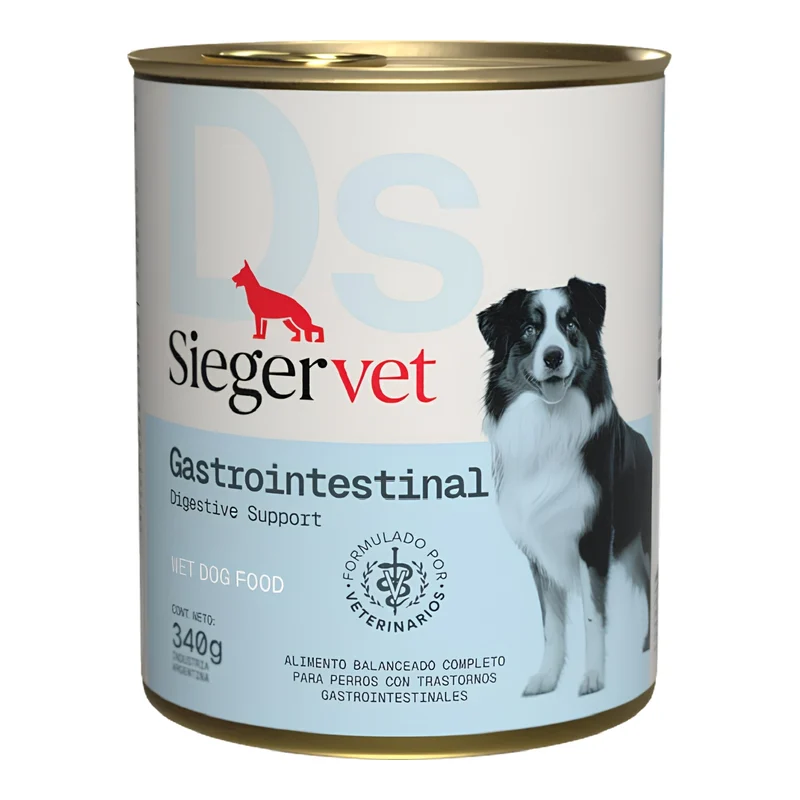 Ds
Siegervet
Gastrointestinal
Digestive Support
WET DOG FOOD
FORMULADO POR
VETERINARIOS
CONT. NETO:
340g
INDUSTRIA
ARGENTINA
ALIMENTO BALANCEADO COMPLETO
PARA PERROS CON TRASTORNOS
GASTROINTESTINALES